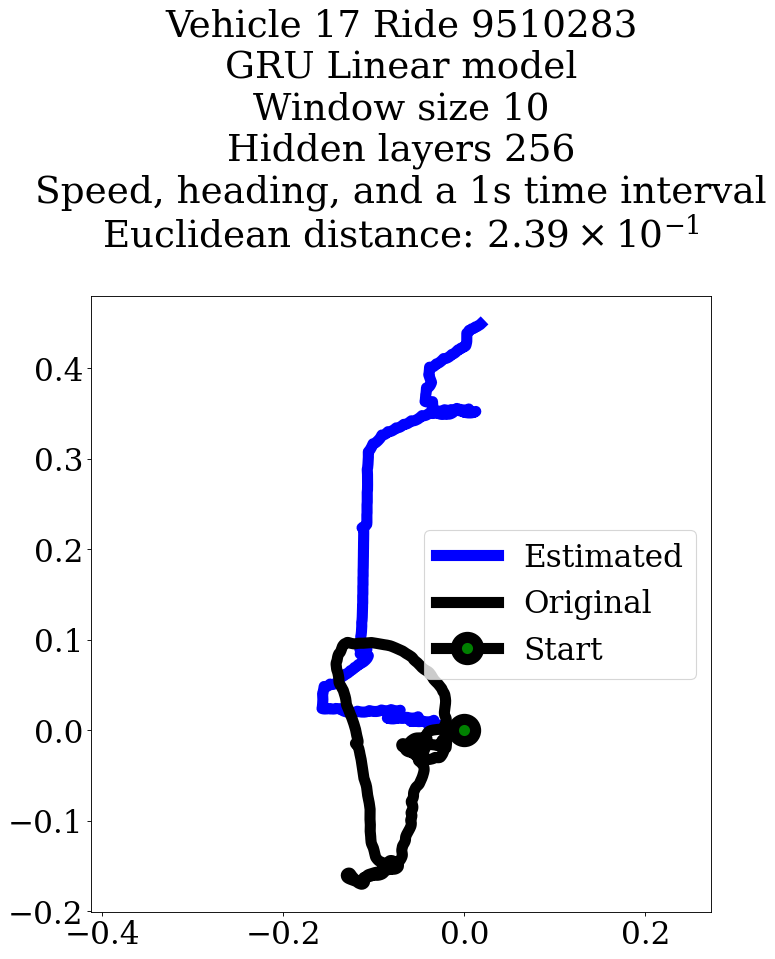 Vehicle 17 Ride 9510283
GRU Linear model
Window size 10
Hidden layers 256
Speed, heading, and a 1s time interval
Euclidean distance: 2.39 × 10⁻¹
0.4
0.3
0.2
0.1
0.0
−0.1
−0.2
Estimated
Original
Start
−0.4
−0.2
0.0
0.2